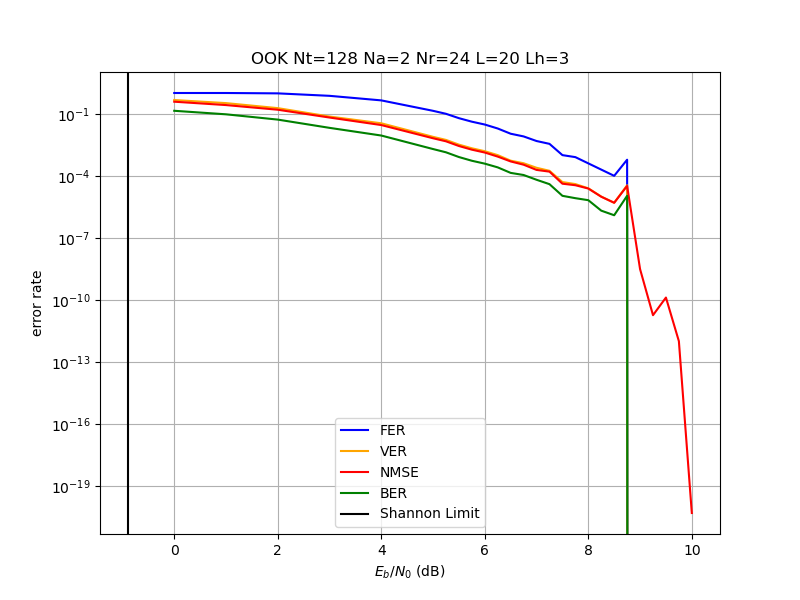 OOK Nt=128 Na=2 Nr=24 L=20 Lh=3
error rate
10⁻¹
10⁻⁴
10⁻⁷
10⁻¹⁰
10⁻¹³
10⁻¹⁶
10⁻¹⁹
FER
VER
NMSE
BER
Shannon Limit
0 2 4 6 8 10
E_b/N_0 (dB)